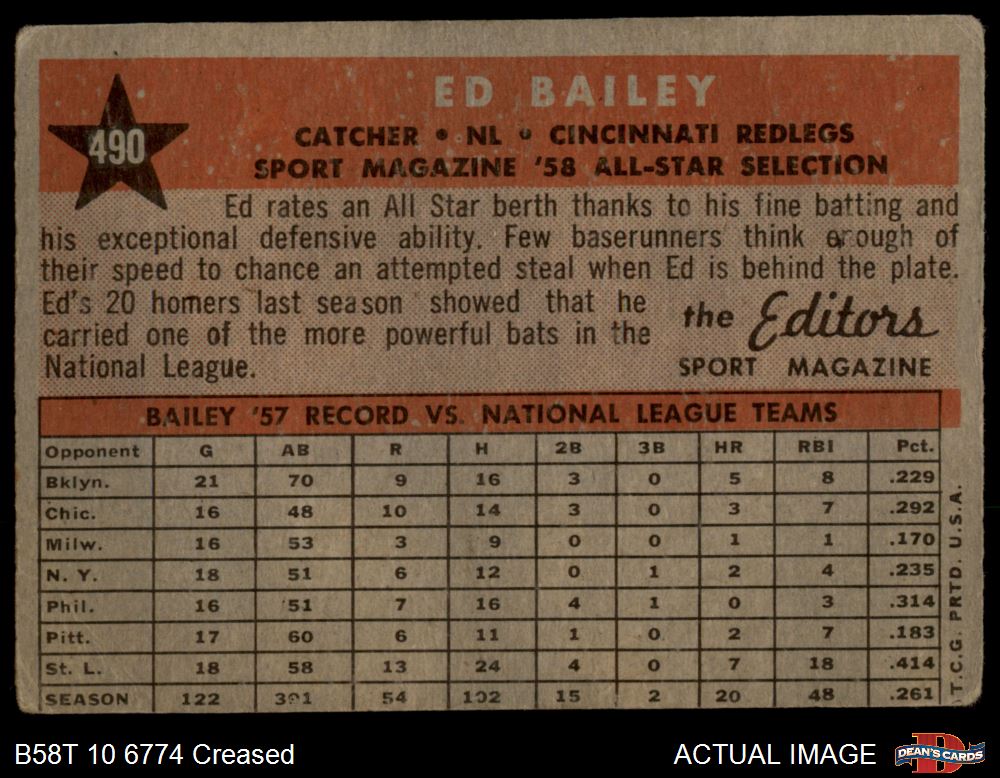 ED BAILEY
490
CATCHER • NL • CINCINNATI REDLEGS
SPORT MAGAZINE '58 ALL-STAR SELECTION
Ed rates an All Star berth thanks to his fine batting and
his exceptional defensive ability. Few baserunners think enough of
their speed to chance an attempted steal when Ed is behind the plate.
Ed's 20 homers last season showed that he
carried one of the more powerful bats in the
National League.
the Editors
SPORT MAGAZINE
BAILEY '57 RECORD VS. NATIONAL LEAGUE TEAMS
Opponent G AB R H 2B 3B HR RBI Pct.
Bklyn. 21 70 9 16 3 0 5 8 .229
Chic. 16 48 10 14 3 0 3 7 .292
Milw. 16 53 3 9 0 0 1 1 .170
N. Y. 18 51 6 12 0 1 2 4 .235
Phil. 16 51 7 16 4 1 0 3 .314
Pitt. 17 60 6 11 1 0 2 7 .183
St. L. 18 58 13 24 4 0 7 18 .414
SEASON 122 391 54 102 15 2 20 48 .261
T.C.G. PRTD. U.S.A.
B58T 10 6774 Creased
ACTUAL IMAGE
DEAN'S CARDS